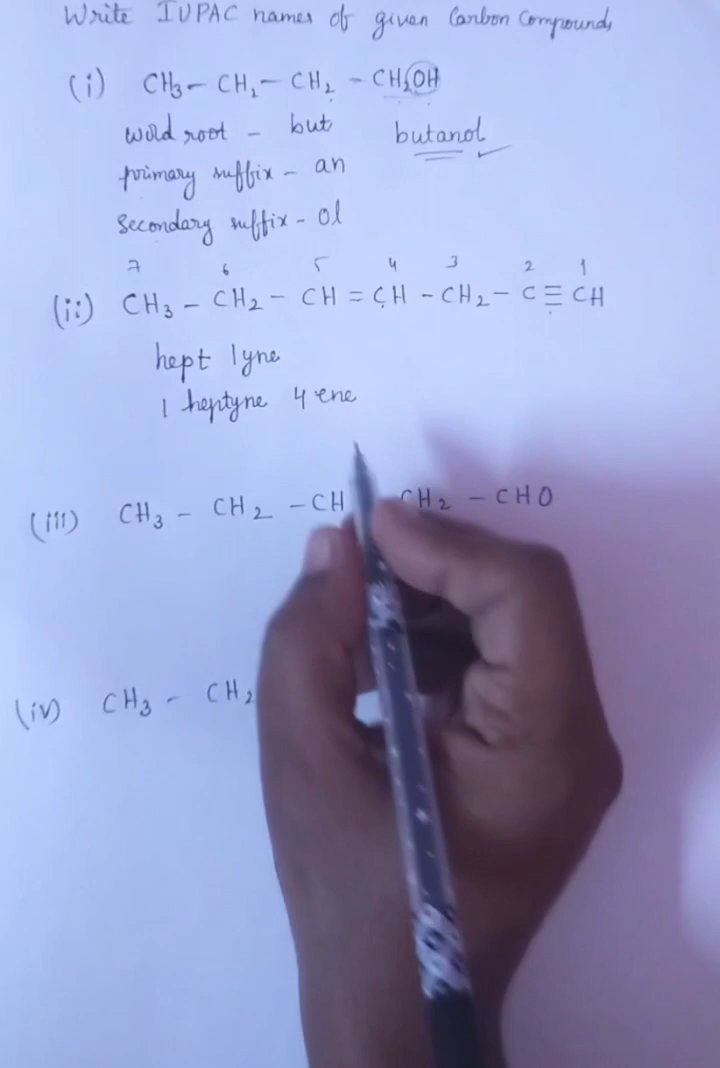 Write IUPAC names of given Carbon Compounds
(i) CH₃ – CH₂ – CH₂ – CH₂OH
word root – but butanol
primary suffix – an
secondary suffix – ol
7 6 5 4 3 2 1
(ii) CH₃ – CH₂ – CH = CH – CH₂ – C ≡ CH
hept 1yne
1 heptyne 4 ene
(iii) CH₃ – CH₂ – CH CH₂ – CHO
(iv) CH₃ – CH₂